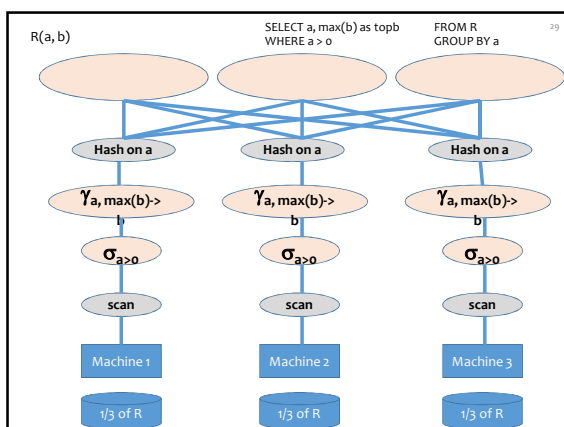 R(a, b)
SELECT a, max(b) as topb
WHERE a > 0
FROM R
GROUP BY a
29
Hash on a
Hash on a
Hash on a
γa, max(b)->
b
γa, max(b)->
b
γa, max(b)->
b
σa>0
σa>0
σa>0
scan
scan
scan
Machine 1
Machine 2
Machine 3
1/3 of R
1/3 of R
1/3 of R